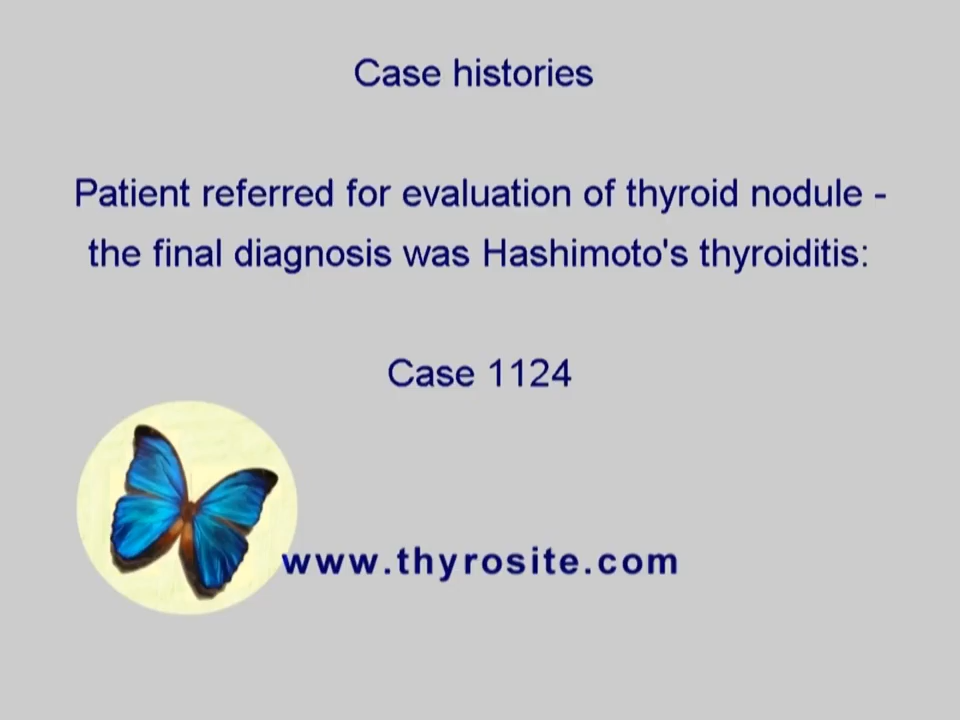 Case histories
Patient referred for evaluation of thyroid nodule -
the final diagnosis was Hashimoto's thyroiditis:
Case 1124
www.thyrosite.com